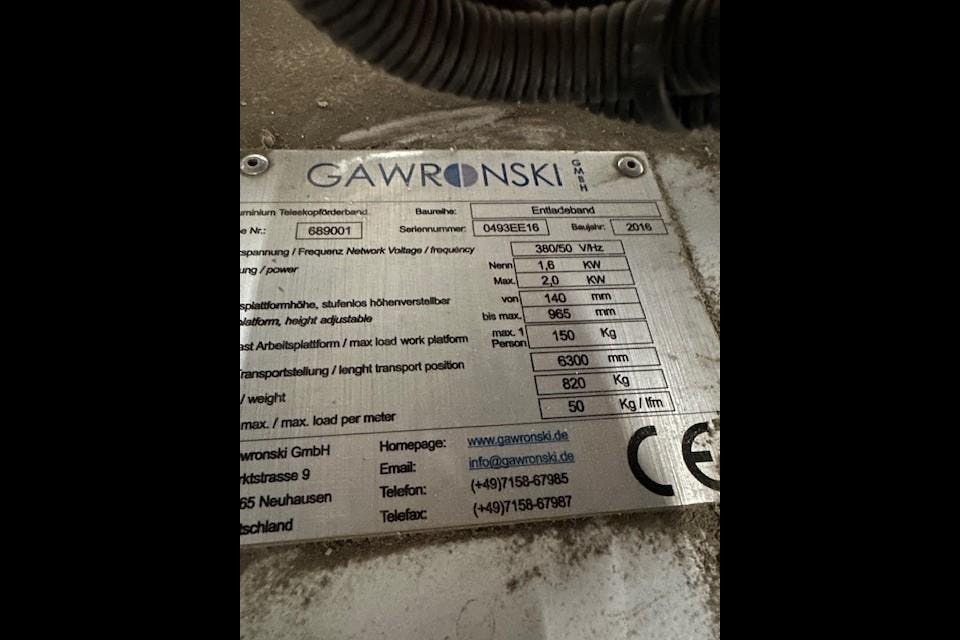 GAWRONSKI GMBH
uminium Teleskopförderband Baureihe: Entladeband
e Nr.: 689001 Seriennummer: 0493EE16 Baujahr: 2016
spannung / Frequenz Network Voltage / frequency 380/50 V/Hz
ung / power Nenn 1,6 KW
Max. 2,0 KW
splattformhöhe, stufenlos höhenverstellbar von 140 mm
latform, height adjustable bis max. 965 mm
ast Arbeitsplattform / max load work platform max. 1 Person 150 Kg
ransportstellung / lenght transport position 6300 mm
/ weight 820 Kg
max. / max. load per meter 50 Kg / lfm
wronski GmbH Homepage: www.gawronski.de
rktstrasse 9 Email: info@gawronski.de
65 Neuhausen Telefon: (+49)7158-67985
tschland Telefax: (+49)7158-67987
CE